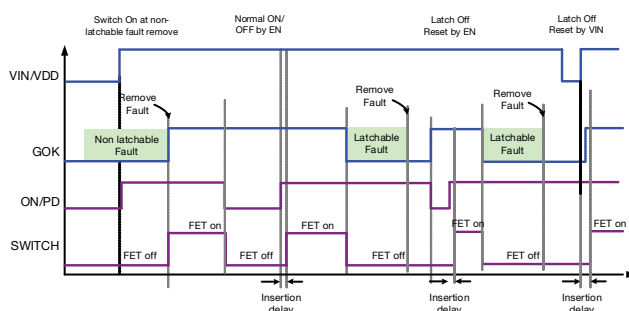 Switch On at non-
latchable fault remove
Normal ON/
OFF by EN
Latch Off
Reset by EN
Latch Off
Reset by VIN
VIN/VDD
Remove
Fault
Remove
Fault
Remove
Fault
Non latchable
Fault
Latchable
Fault
Latchable
Fault
GOK
ON/PD
FET on
FET on
FET on
FET on
SWITCH
FET off
FET off
FET off
FET off
Insertion
delay
Insertion
delay
Insertion
delay